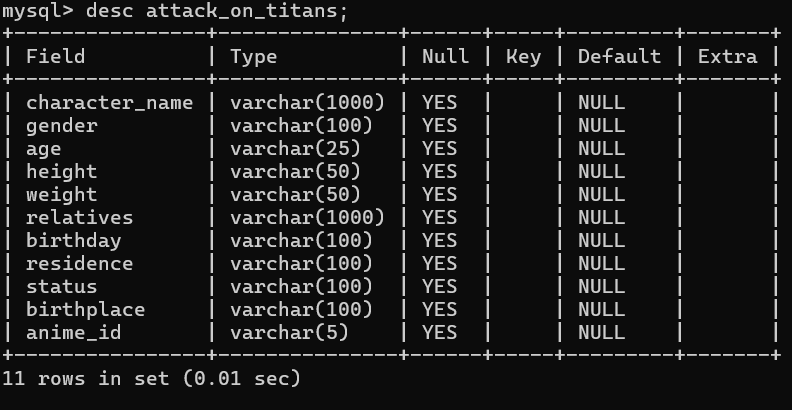 mysql> desc attack_on_titans;
+----------------+---------------+------+-----+---------+-------+
| Field          | Type          | Null | Key | Default | Extra |
+----------------+---------------+------+-----+---------+-------+
| character_name | varchar(1000) | YES  |     | NULL    |       |
| gender         | varchar(100)  | YES  |     | NULL    |       |
| age            | varchar(25)   | YES  |     | NULL    |       |
| height         | varchar(50)   | YES  |     | NULL    |       |
| weight         | varchar(50)   | YES  |     | NULL    |       |
| relatives      | varchar(1000) | YES  |     | NULL    |       |
| birthday       | varchar(100)  | YES  |     | NULL    |       |
| residence      | varchar(100)  | YES  |     | NULL    |       |
| status         | varchar(100)  | YES  |     | NULL    |       |
| birthplace     | varchar(100)  | YES  |     | NULL    |       |
| anime_id       | varchar(5)    | YES  |     | NULL    |       |
+----------------+---------------+------+-----+---------+-------+
11 rows in set (0.01 sec)